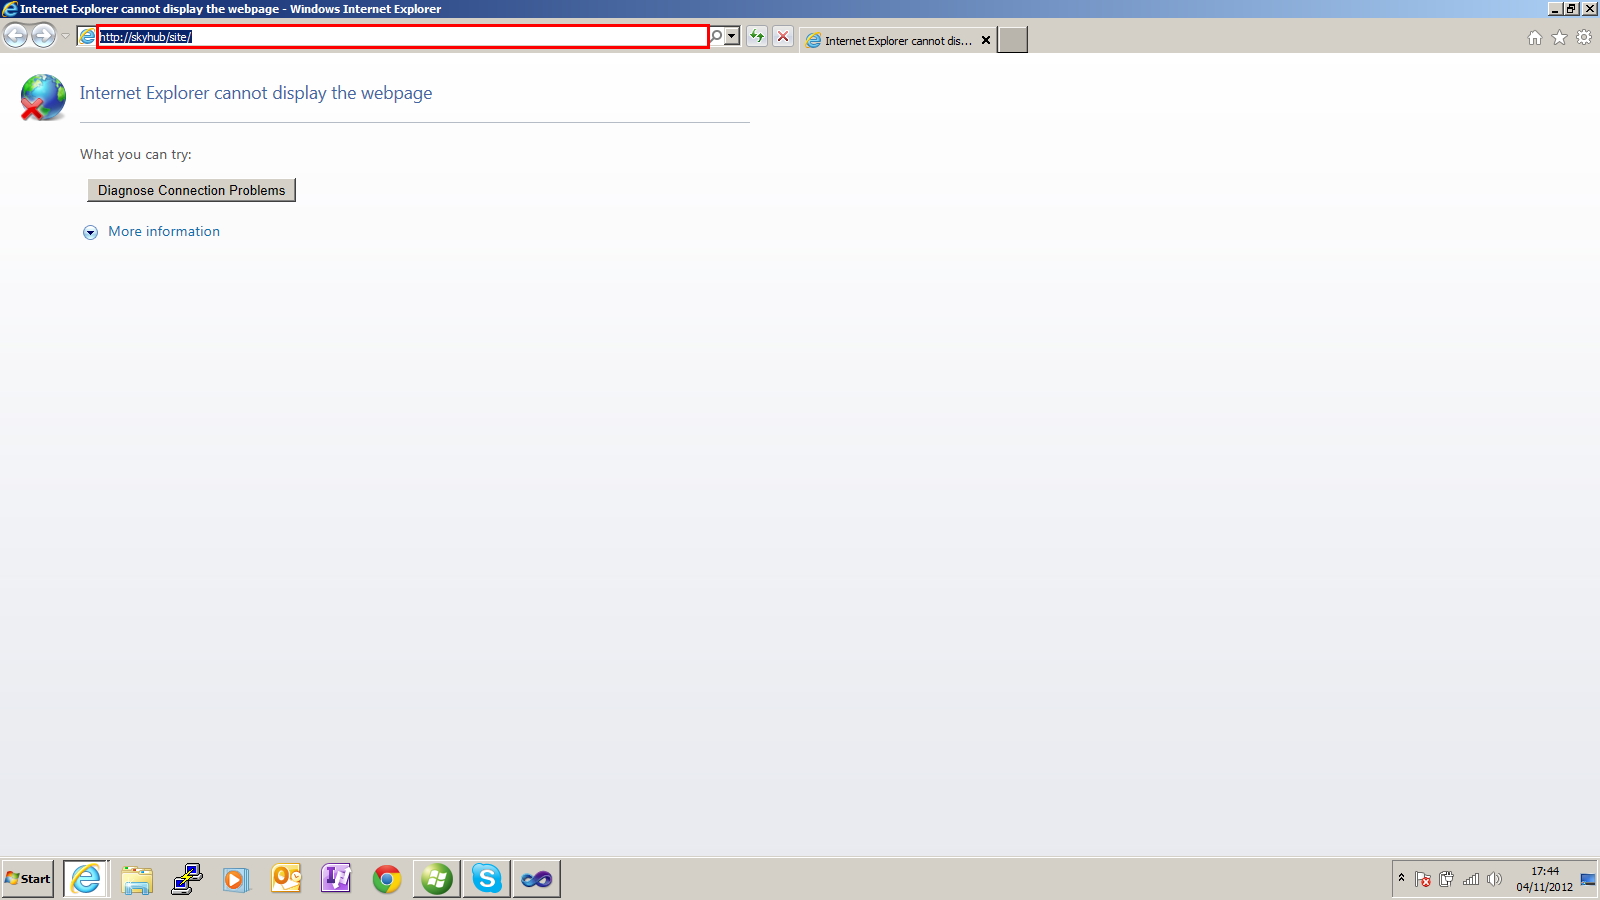 Internet Explorer cannot display the webpage - Windows Internet Explorer
http://skyhub/site/
Internet Explorer cannot dis...
Internet Explorer cannot display the webpage
What you can try:
Diagnose Connection Problems
More information
Start
17:44
04/11/2012